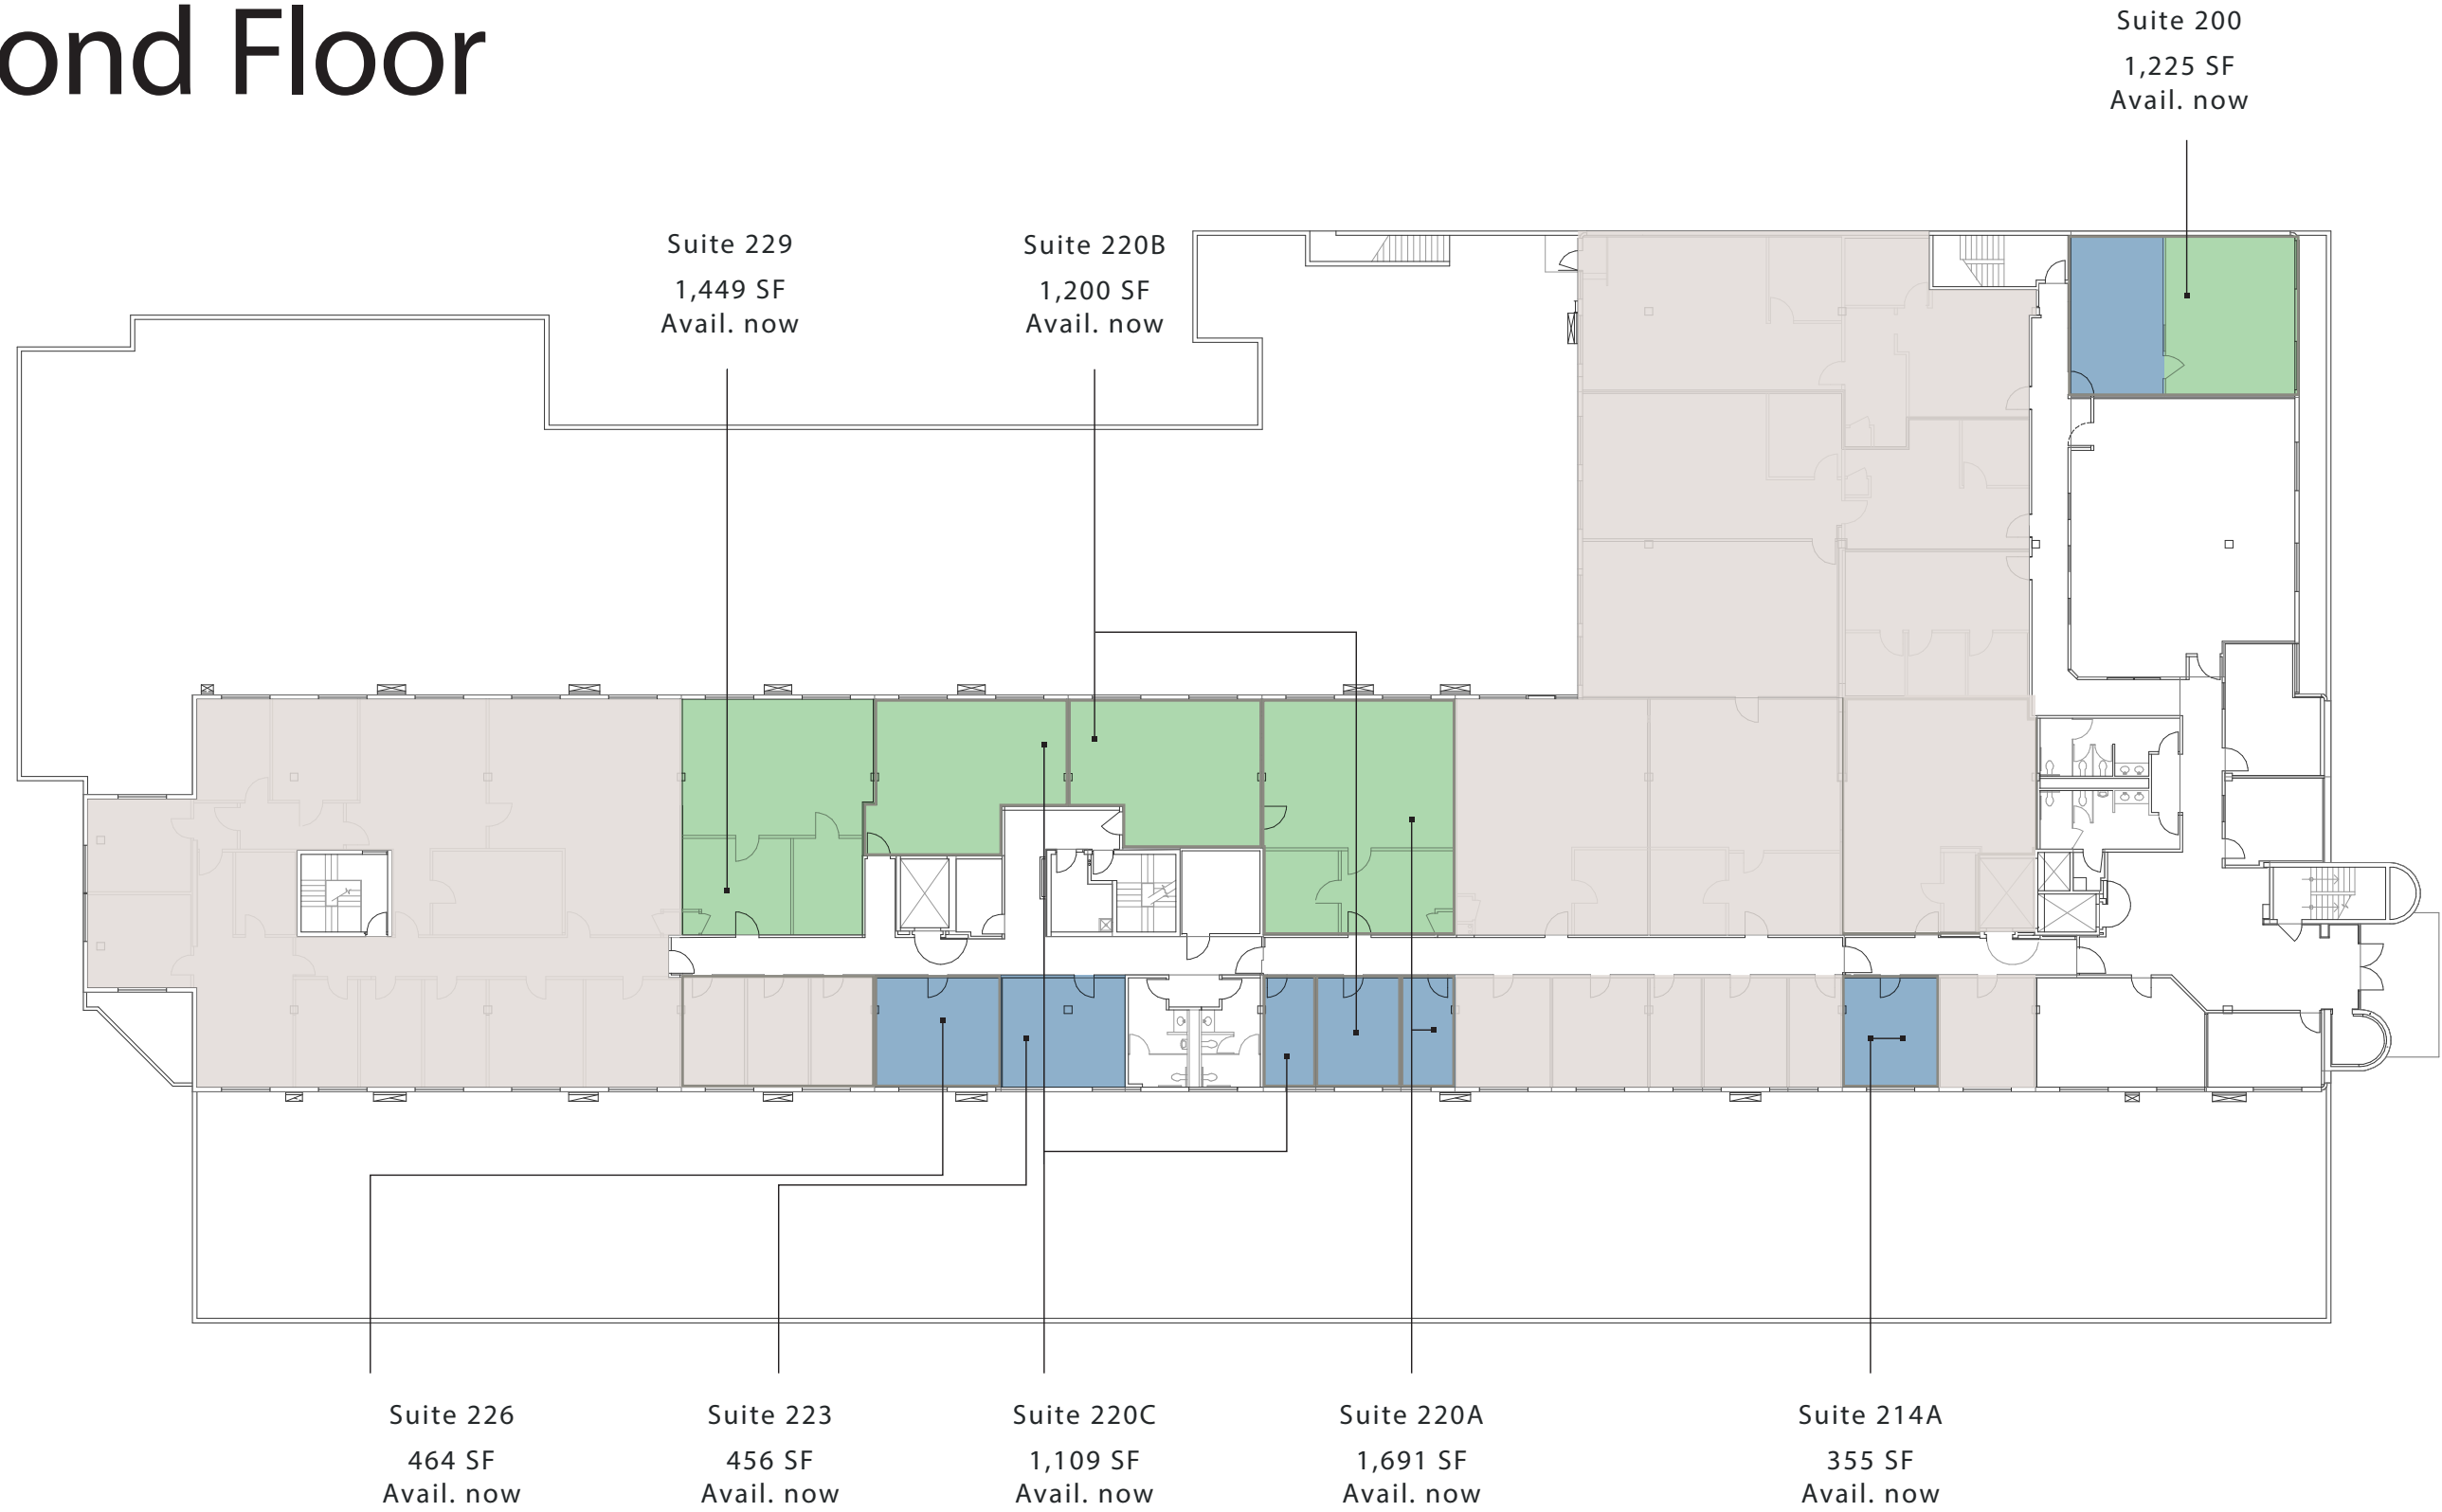 ond Floor
Suite 200
1,225 SF
Avail. now
Suite 229
1,449 SF
Avail. now
Suite 220B
1,200 SF
Avail. now
Suite 226
464 SF
Avail. now
Suite 223
456 SF
Avail. now
Suite 220C
1,109 SF
Avail. now
Suite 220A
1,691 SF
Avail. now
Suite 214A
355 SF
Avail. now